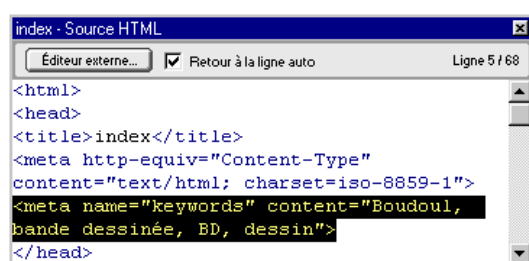 index - Source HTML
Éditeur externe... Retour à la ligne auto Ligne 5 / 68
<html>
<head>
<title>index</title>
<meta http-equiv="Content-Type"
content="text/html; charset=iso-8859-1">
<meta name="keywords" content="Boudoul,
bande dessinée, BD, dessin">
</head>